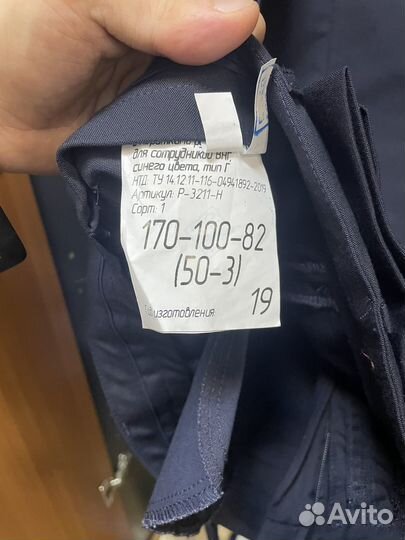 для сотрудников ВНГ
синего цвета, тип Г
НТД: ТУ 14.12.11-116-04941892-2019
Артикул: Р-3211-Н
Сорт: 1
170-100-82
(50-3)
изготовления 19
Avito